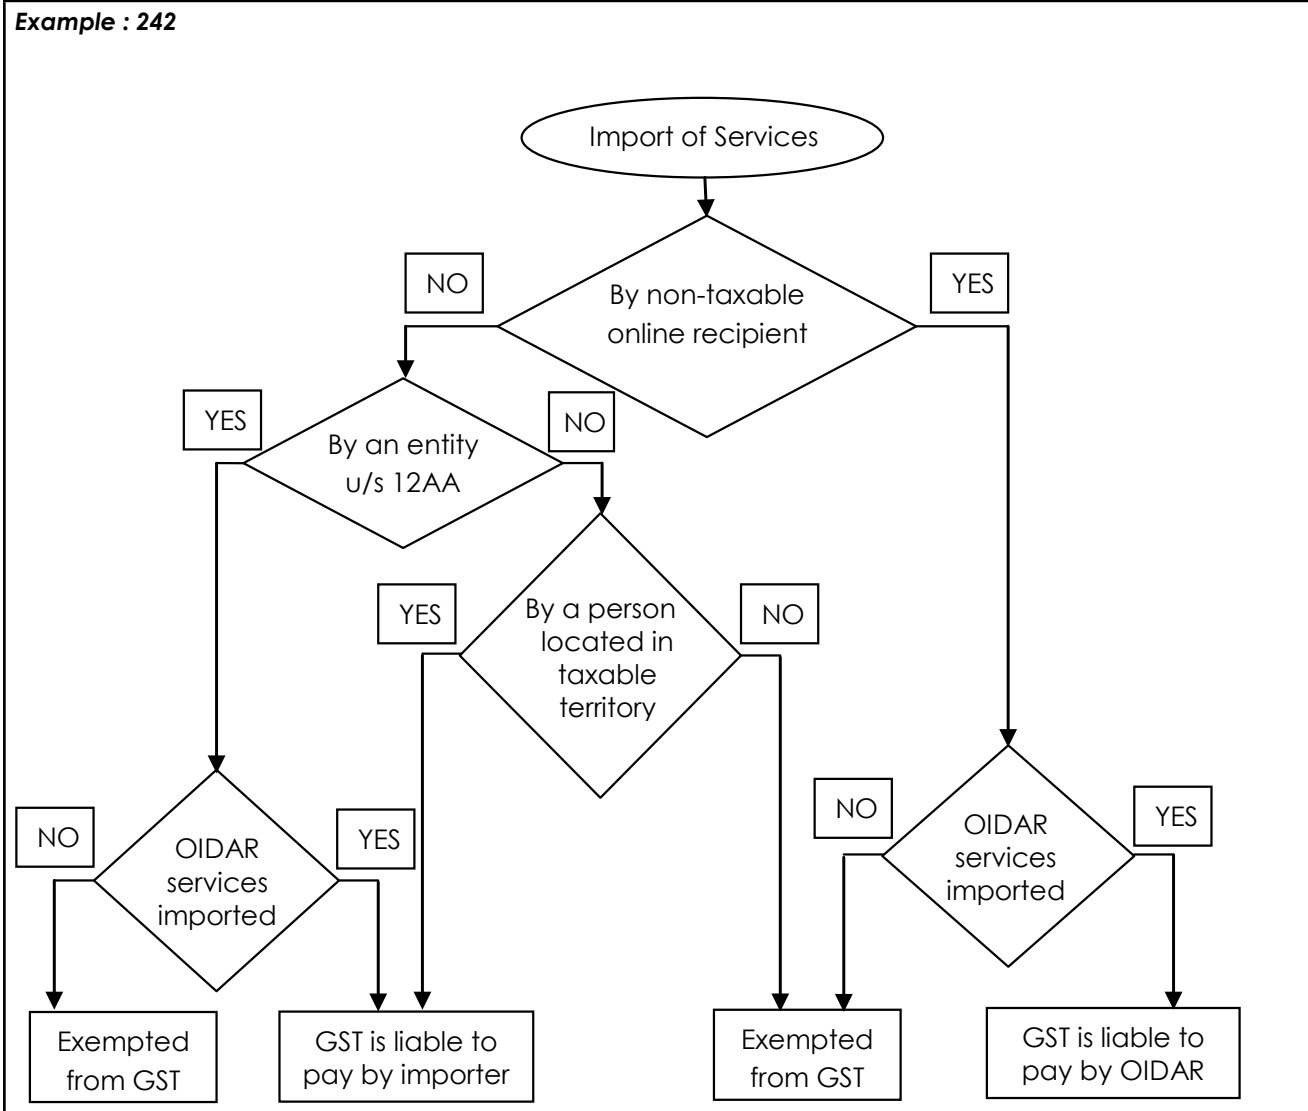 Example : 242
Import of Services
NO
YES
By non-taxable
online recipient
YES
NO
By an entity
u/s 12AA
YES
NO
By a person
located in
taxable
territory
NO
YES
OIDAR
services
imported
NO
YES
OIDAR
services
imported
Exempted
from GST
GST is liable to
pay by importer
Exempted
from GST
GST is liable to
pay by OIDAR